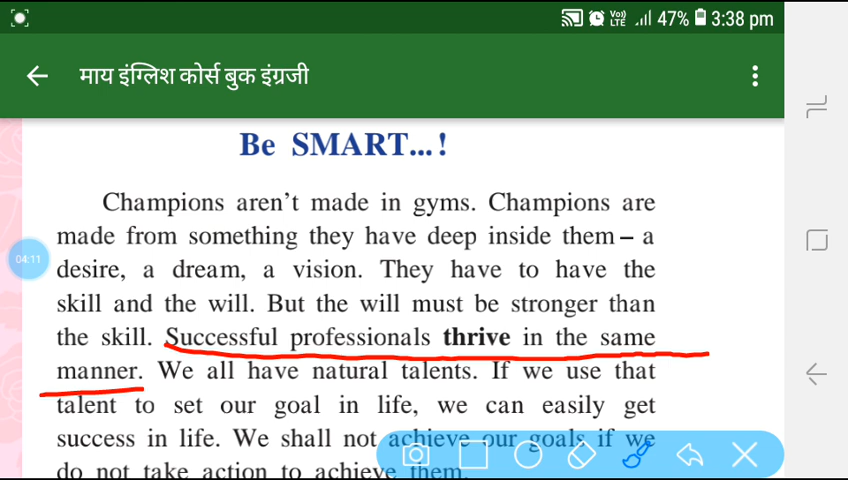 Vo)) LTE 47% 3:38 pm
माय इंग्लिश कोर्स बुक इंग्रजी
Be SMART...!
Champions aren't made in gyms. Champions are
made from something they have deep inside them – a
desire, a dream, a vision. They have to have the
skill and the will. But the will must be stronger than
the skill. Successful professionals thrive in the same
manner. We all have natural talents. If we use that
talent to set our goal in life, we can easily get
success in life. We shall not achieve our goals if we
do not take action to achieve them.
04:11